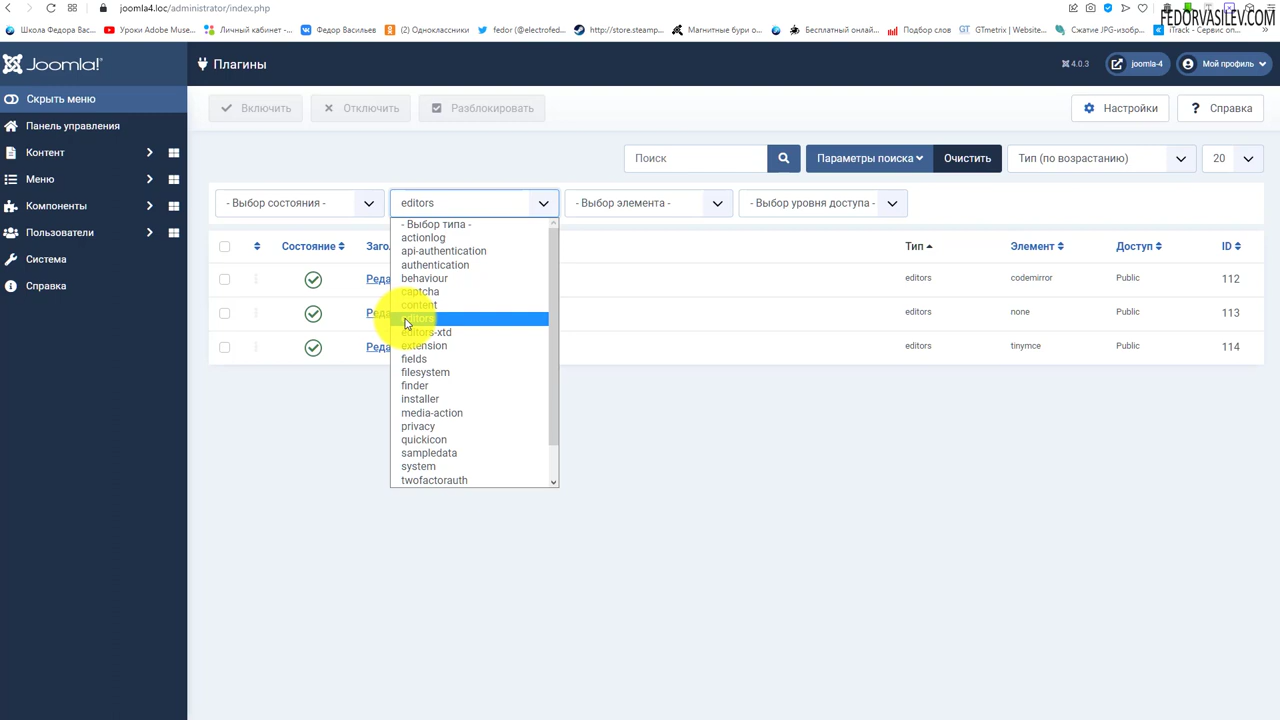 joomla4.loc/administrator/index.php
FEDORVASILEV.COM
Школа Федора Вас...
Уроки Adobe Muse...
Личный кабинет -...
Федор Васильев
(2) Одноклассники
fedor (@electrofed...
http://store.steamp...
Магнитные бури о...
Бесплатный онлай...
Подбор слов
GTmetrix | Website...
Сжатие JPG-изобр...
iTrack - Сервис оп...
Joomla!
Плагины
4.0.3
joomla-4
Мой профиль
Скрыть меню
Панель управления
Контент
Меню
Компоненты
Пользователи
Система
Справка
Включить
Отключить
Разблокировать
Настройки
Справка
Поиск
Параметры поиска
Очистить
Тип (по возрастанию)
20
- Выбор состояния -
editors
- Выбор элемента -
- Выбор уровня доступа -
- Выбор типа -
actionlog
api-authentication
authentication
behaviour
captcha
content
editors
editors-xtd
extension
fields
filesystem
finder
installer
media-action
privacy
quickicon
sampledata
system
twofactorauth
Состояние
Заго
Тип
Элемент
Доступ
ID
Реда
editors
codemirror
Public
112
Реда
editors
none
Public
113
Реда
editors
tinymce
Public
114